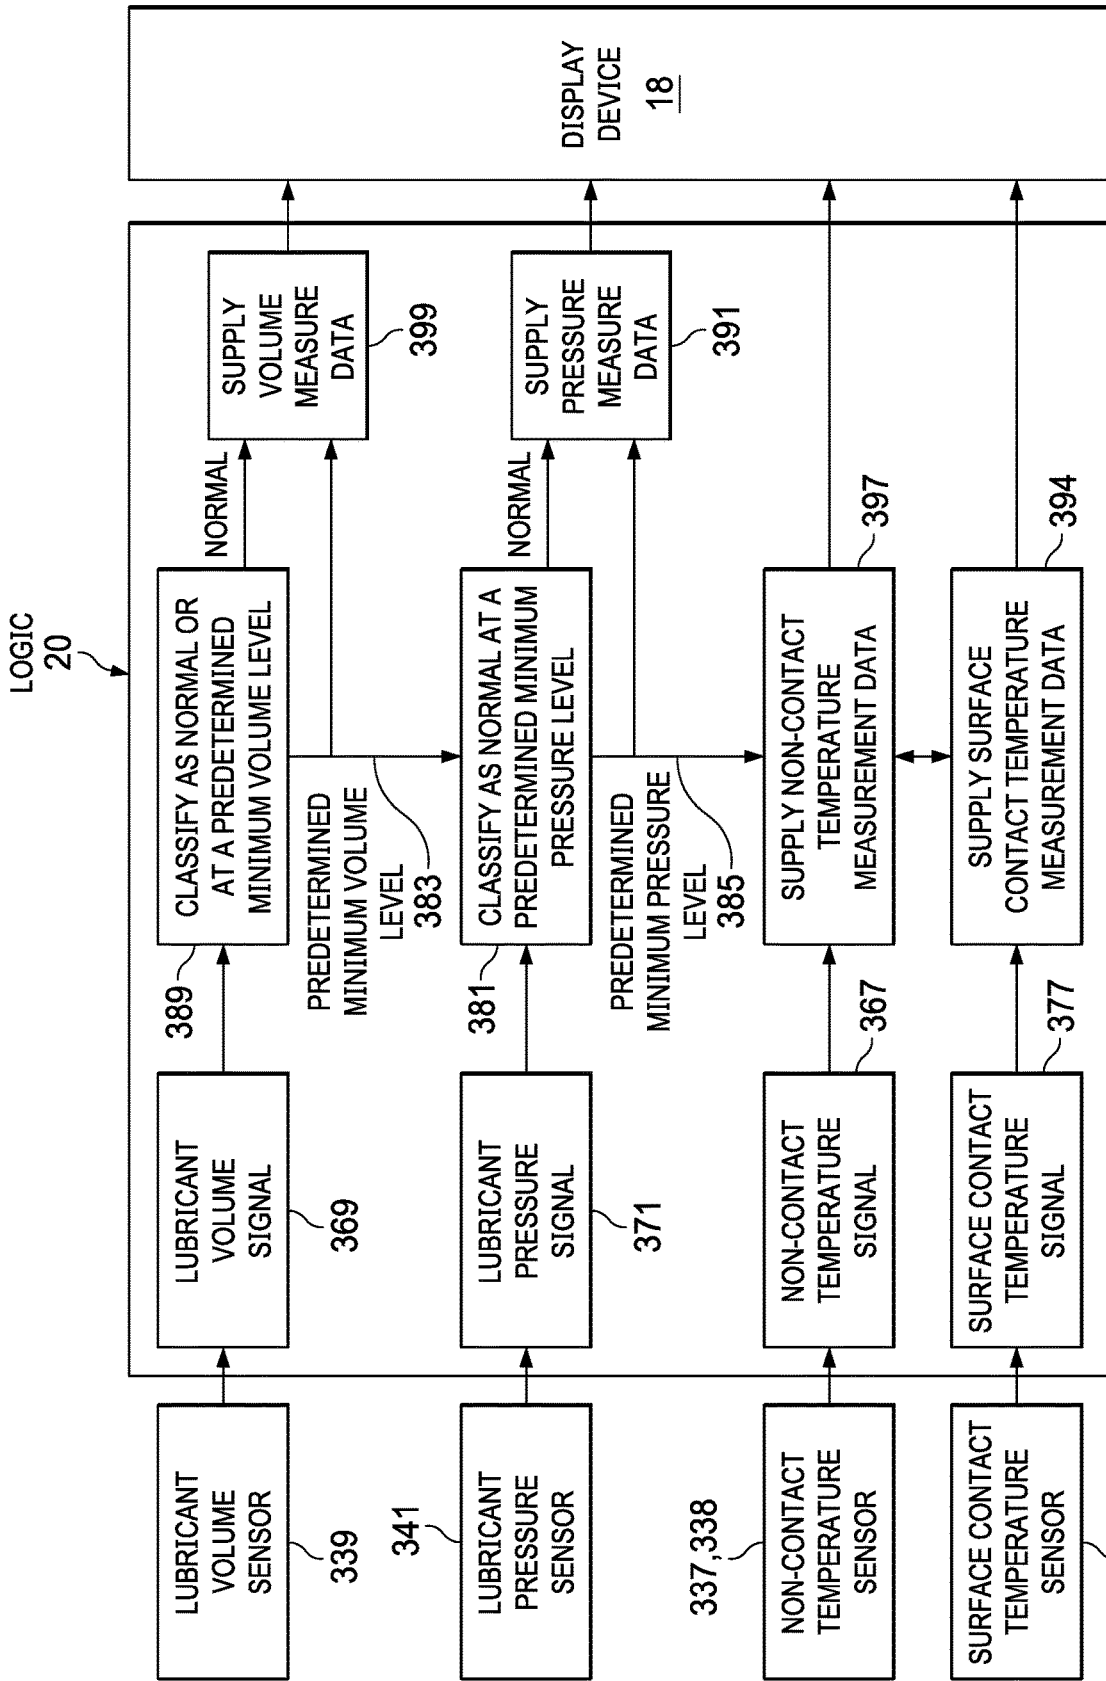 LOGIC
20
LUBRICANT
VOLUME
SENSOR
339
LUBRICANT
VOLUME
SIGNAL
369
389
CLASSIFY AS NORMAL OR
AT A PREDETERMINED
MINIMUM VOLUME LEVEL
NORMAL
SUPPLY
VOLUME
MEASURE
DATA
399
PREDETERMINED
MINIMUM VOLUME
LEVEL
383
341
LUBRICANT
PRESSURE
SENSOR
LUBRICANT
PRESSURE
SIGNAL
371
381
CLASSIFY AS NORMAL AT A
PREDETERMINED MINIMUM
PRESSURE LEVEL
NORMAL
SUPPLY
PRESSURE
MEASURE
DATA
391
PREDETERMINED
MINIMUM PRESSURE
LEVEL
385
337,338
NON-CONTACT
TEMPERATURE
SENSOR
NON-CONTACT
TEMPERATURE
SIGNAL
367
SUPPLY NON-CONTACT
TEMPERATURE
MEASUREMENT DATA
397
SURFACE CONTACT
TEMPERATURE
SENSOR
SURFACE CONTACT
TEMPERATURE
SIGNAL
377
SUPPLY SURFACE
CONTACT TEMPERATURE
MEASUREMENT DATA
394
DISPLAY
DEVICE
18